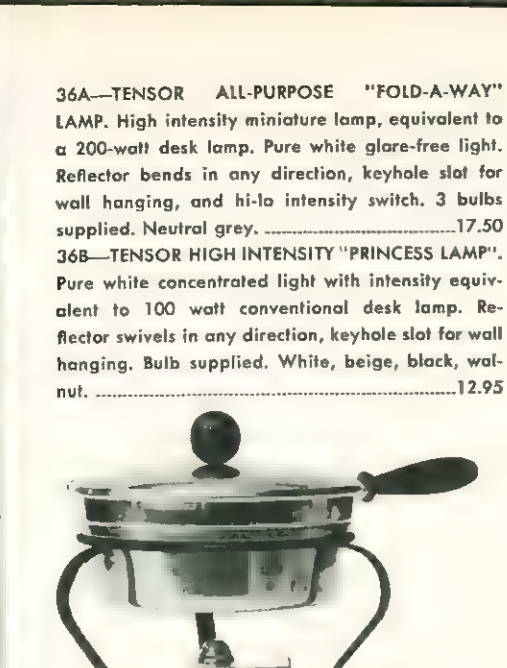 36A—TENSOR ALL-PURPOSE "FOLD-A-WAY"
LAMP. High intensity miniature lamp, equivalent to
a 200-watt desk lamp. Pure white glare-free light.
Reflector bends in any direction, keyhole slot for
wall hanging, and hi-lo intensity switch. 3 bulbs
supplied. Neutral grey. ........................................17.50
36B—TENSOR HIGH INTENSITY "PRINCESS LAMP".
Pure white concentrated light with intensity equiv-
alent to 100 watt conventional desk lamp. Re-
flector swivels in any direction, keyhole slot for wall
hanging. Bulb supplied. White, beige, black, wal-
nut. ........................................12.95